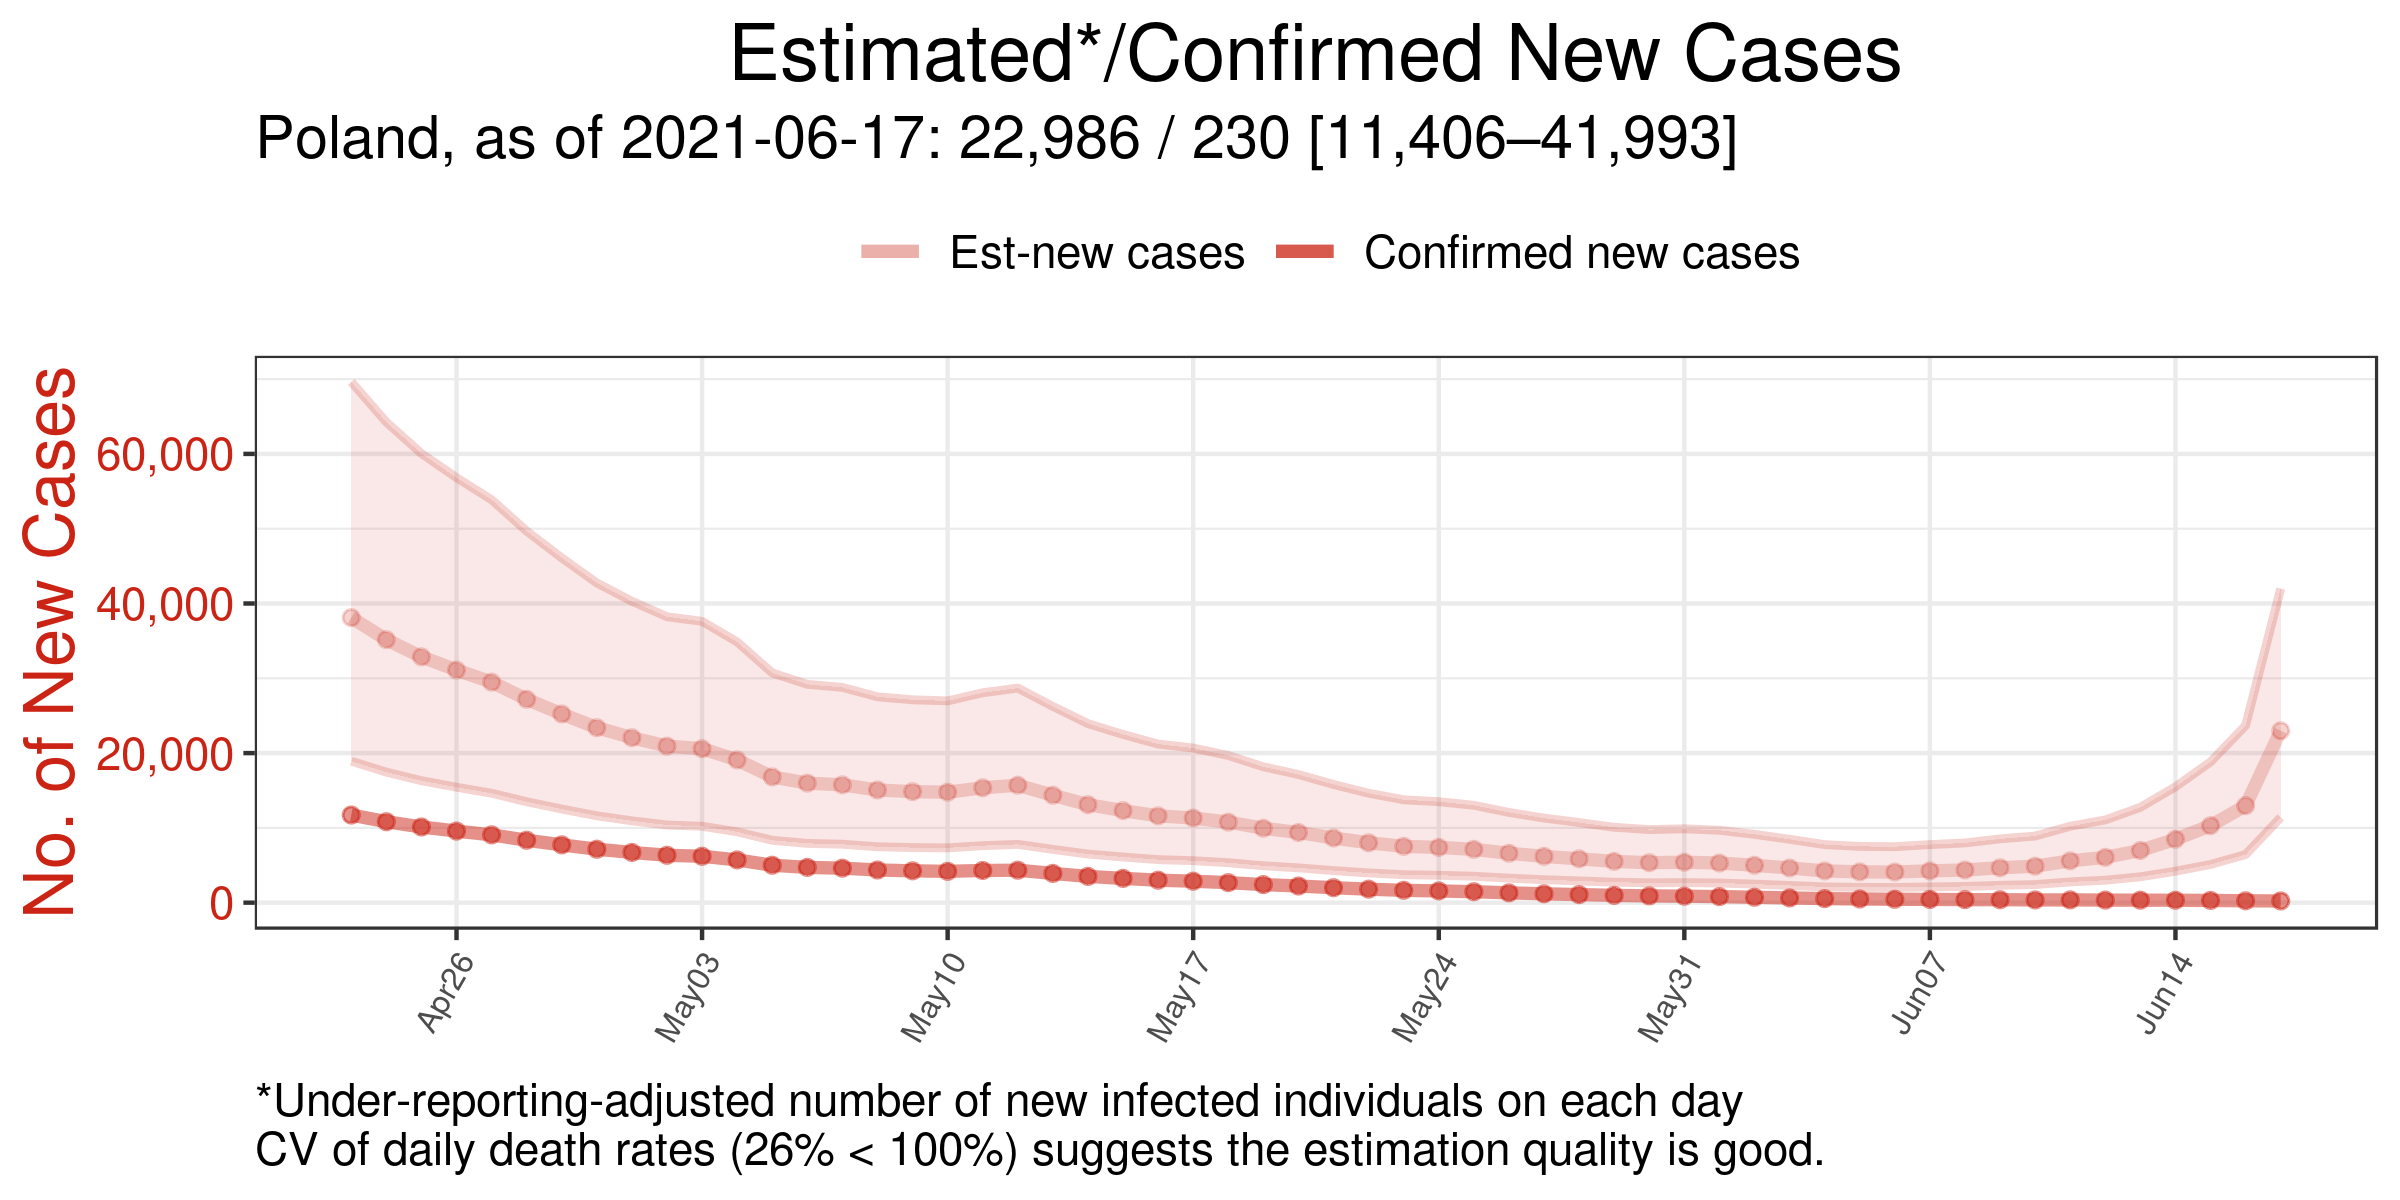 Estimated*/Confirmed New Cases
Poland, as of 2021-06-17: 22,986 / 230 [11,406–41,993]
Est-new cases
Confirmed new cases
No. of New Cases
60,000
40,000
20,000
0
Apr26
May03
May10
May17
May24
May31
Jun07
Jun14
*Under-reporting-adjusted number of new infected individuals on each day
CV of daily death rates (26% < 100%) suggests the estimation quality is good.